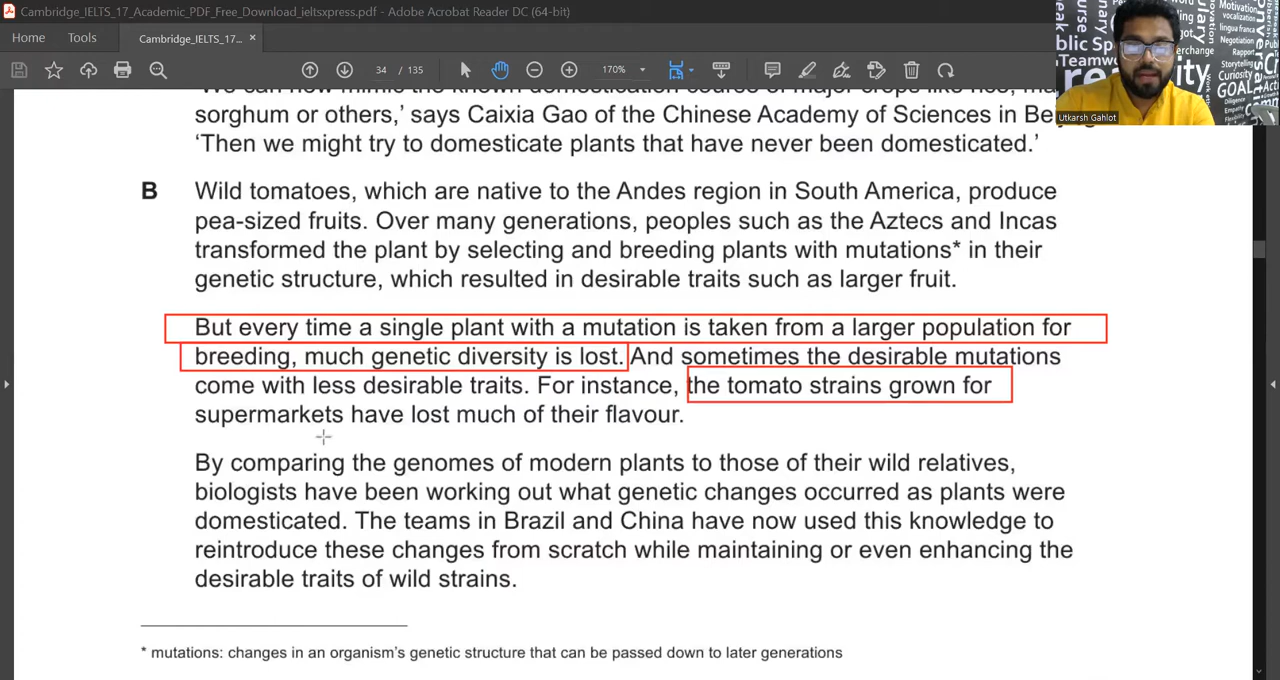 Cambridge_IELTS_17_Academic_PDF_Free_Download_ieltsxpress.pdf - Adobe Acrobat Reader DC (64-bit)
Home Tools Cambridge_IELTS_17... ×
34 / 135 170%
sorghum or others,’ says Caixia Gao of the Chinese Academy of Sciences in
‘Then we might try to domesticate plants that have never been domesticated.’
B Wild tomatoes, which are native to the Andes region in South America, produce
pea-sized fruits. Over many generations, peoples such as the Aztecs and Incas
transformed the plant by selecting and breeding plants with mutations* in their
genetic structure, which resulted in desirable traits such as larger fruit.
But every time a single plant with a mutation is taken from a larger population for
breeding, much genetic diversity is lost. And sometimes the desirable mutations
come with less desirable traits. For instance, the tomato strains grown for
supermarkets have lost much of their flavour.
By comparing the genomes of modern plants to those of their wild relatives,
biologists have been working out what genetic changes occurred as plants were
domesticated. The teams in Brazil and China have now used this knowledge to
reintroduce these changes from scratch while maintaining or even enhancing the
desirable traits of wild strains.
* mutations: changes in an organism’s genetic structure that can be passed down to later generations
Utkarsh Gahlot
Motivation
vocalization
lingua franca
Negotiation
Rapport
Storytelling
Curiosity
GOAL